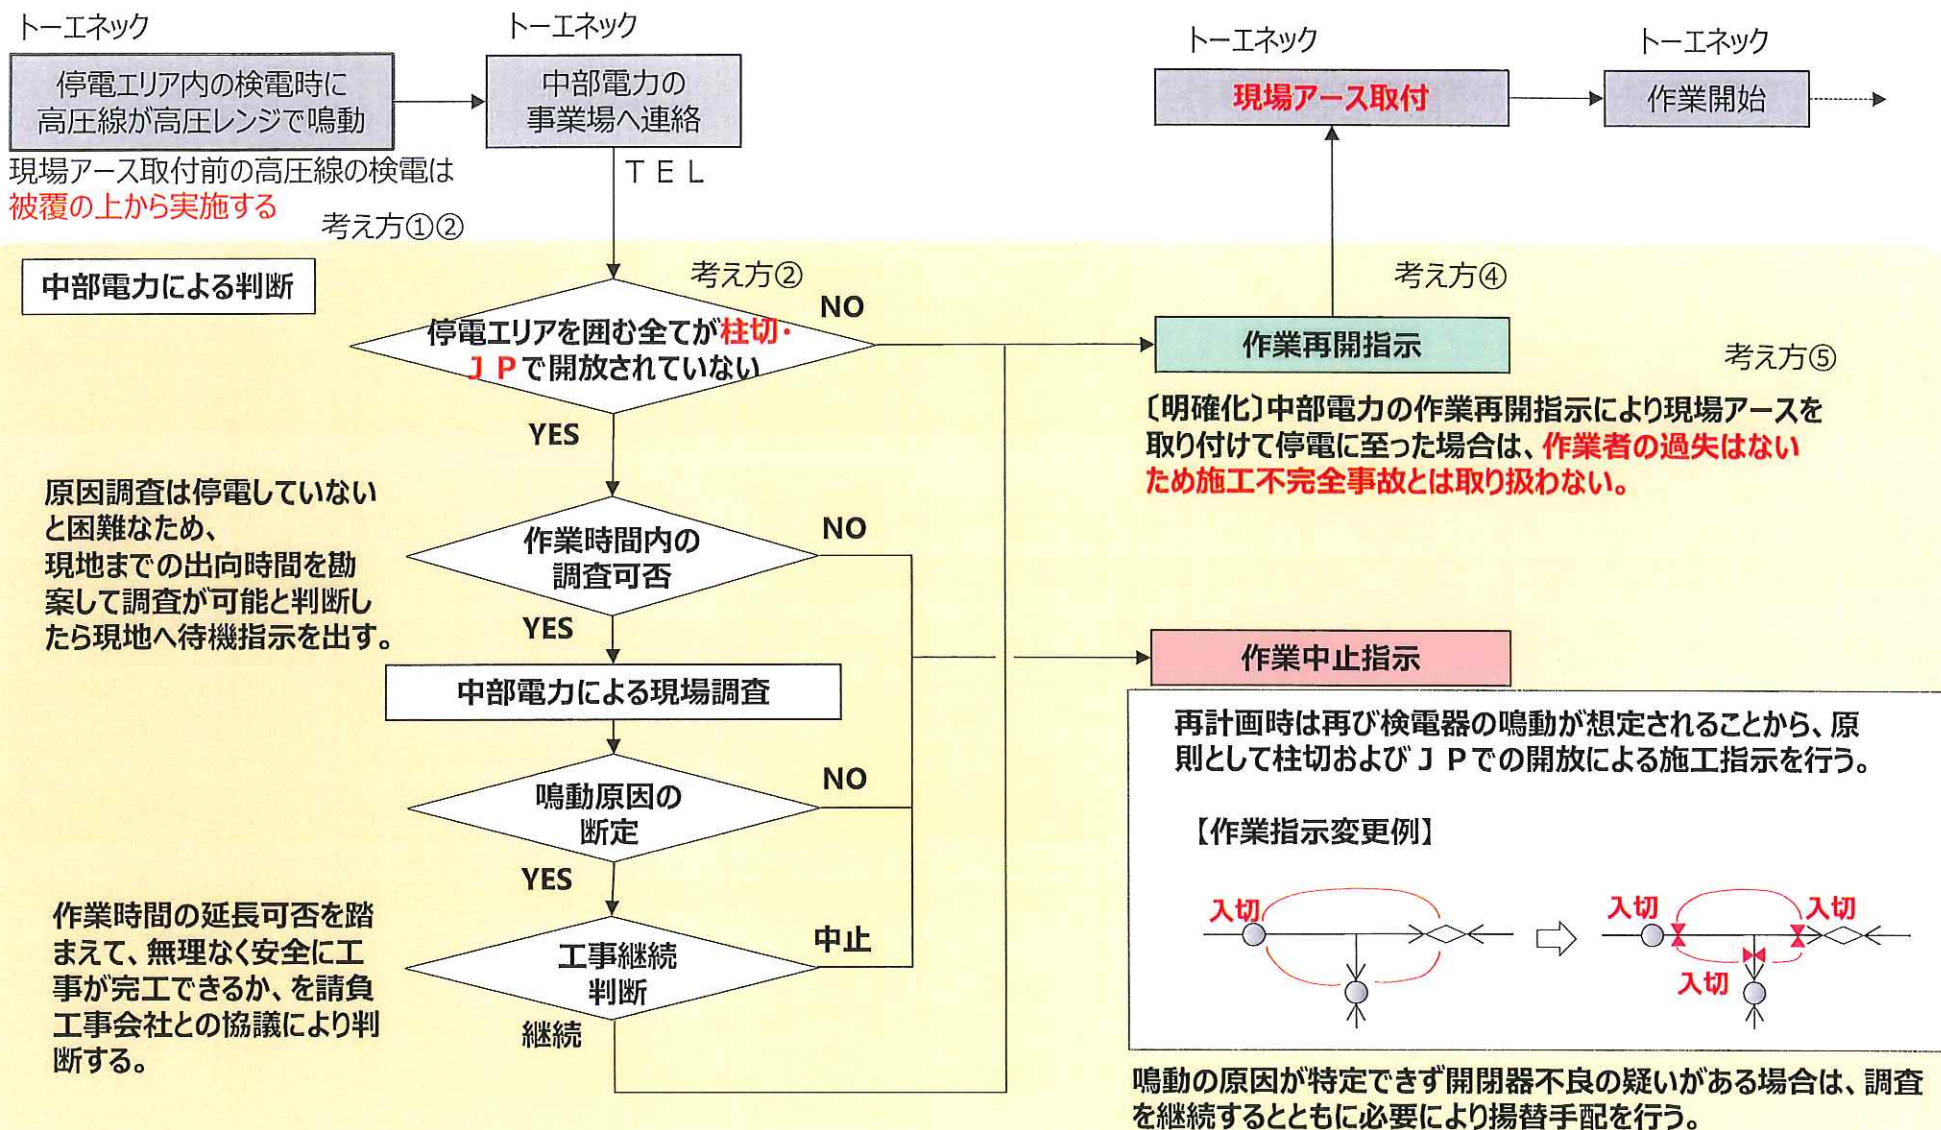 トーエネック
停電エリア内の検電時に
高圧線が高圧レンジで鳴動
現場アース取付前の高圧線の検電は
被覆の上から実施する
トーエネック
中部電力の
事業場へ連絡
ＴＥＬ
トーエネック
現場アース取付
トーエネック
作業開始
考え方①②
中部電力による判断
考え方②
停電エリアを囲む全てが柱切・
ＪＰで開放されていない
NO
YES
考え方④
作業再開指示
考え方⑤
〔明確化〕中部電力の作業再開指示により現場アースを
取り付けて停電に至った場合は、作業者の過失はない
ため施工不完全事故とは取り扱わない。
原因調査は停電していない
と困難なため、
現地までの出向時間を勘
案して調査が可能と判断し
たら現地へ待機指示を出す。
作業時間内の
調査可否
NO
YES
中部電力による現場調査
作業中止指示
鳴動原因の
断定
NO
YES
作業時間の延長可否を踏
まえて、無理なく安全に工
事が完工できるか、を請負
工事会社との協議により判
断する。
工事継続
判断
中止
継続
再計画時は再び検電器の鳴動が想定されることから、原
則として柱切およびＪＰでの開放による施工指示を行う。
【作業指示変更例】
入切
入切
入切
入切
鳴動の原因が特定できず開閉器不良の疑いがある場合は、調査
を継続するとともに必要により揚替手配を行う。